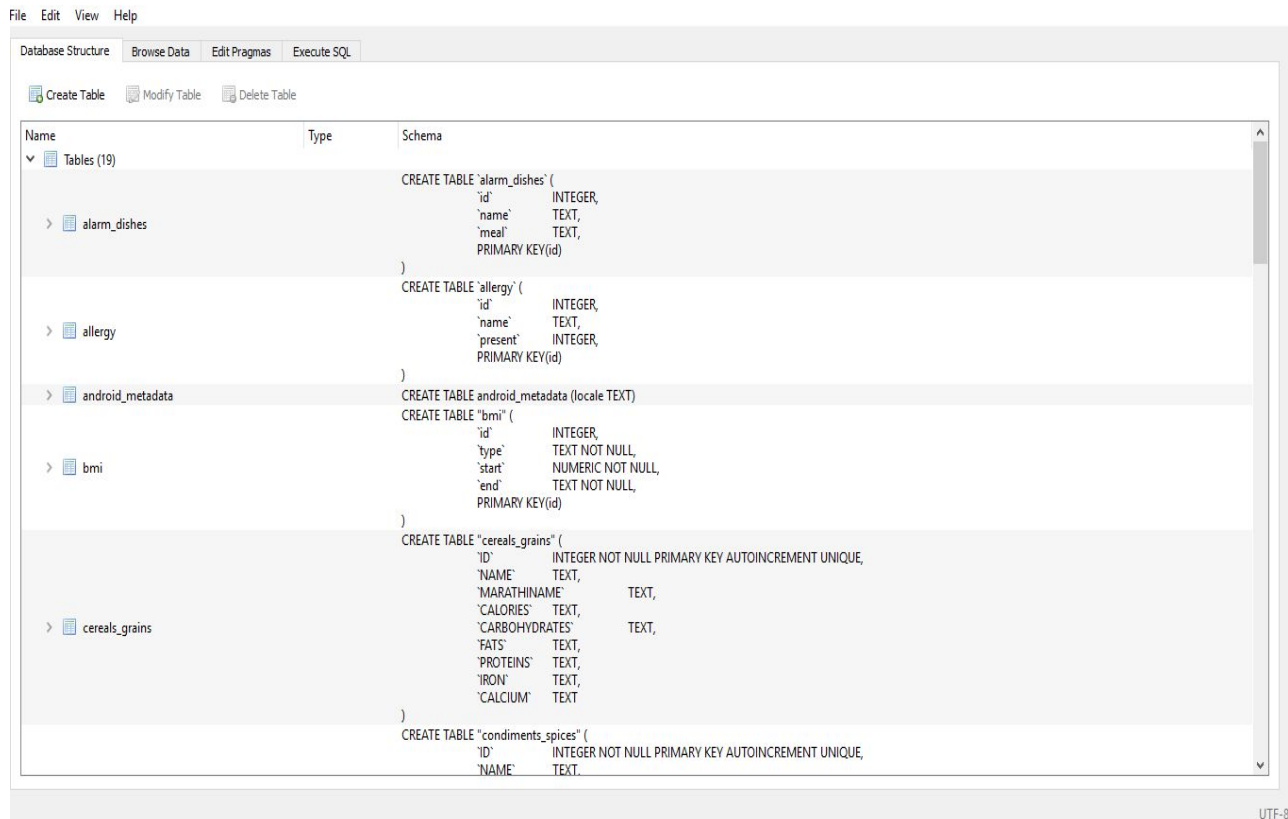 File Edit View Help
Database Structure Browse Data Edit Pragmas Execute SQL
Create Table Modify Table Delete Table
Name Type Schema
Tables (19)
CREATE TABLE `alarm_dishes` (
`id` INTEGER,
`name` TEXT,
alarm_dishes
`meal` TEXT,
PRIMARY KEY(id)
)
CREATE TABLE `allergy` (
`id` INTEGER,
`name` TEXT,
allergy
`present` INTEGER,
PRIMARY KEY(id)
)
android_metadata CREATE TABLE android_metadata (locale TEXT)
CREATE TABLE "bmi" (
`id` INTEGER,
`type` TEXT NOT NULL,
bmi `start` NUMERIC NOT NULL,
`end` TEXT NOT NULL,
PRIMARY KEY(id)
)
CREATE TABLE "cereals_grains" (
`ID` INTEGER NOT NULL PRIMARY KEY AUTOINCREMENT UNIQUE,
`NAME` TEXT,
`MARATHINAME` TEXT,
`CALORIES` TEXT,
cereals_grains `CARBOHYDRATES` TEXT,
`FATS` TEXT,
`PROTEINS` TEXT,
`IRON` TEXT,
`CALCIUM` TEXT
)
CREATE TABLE "condiments_spices" (
`ID` INTEGER NOT NULL PRIMARY KEY AUTOINCREMENT UNIQUE,
`NAME` TEXT,
UTF-8